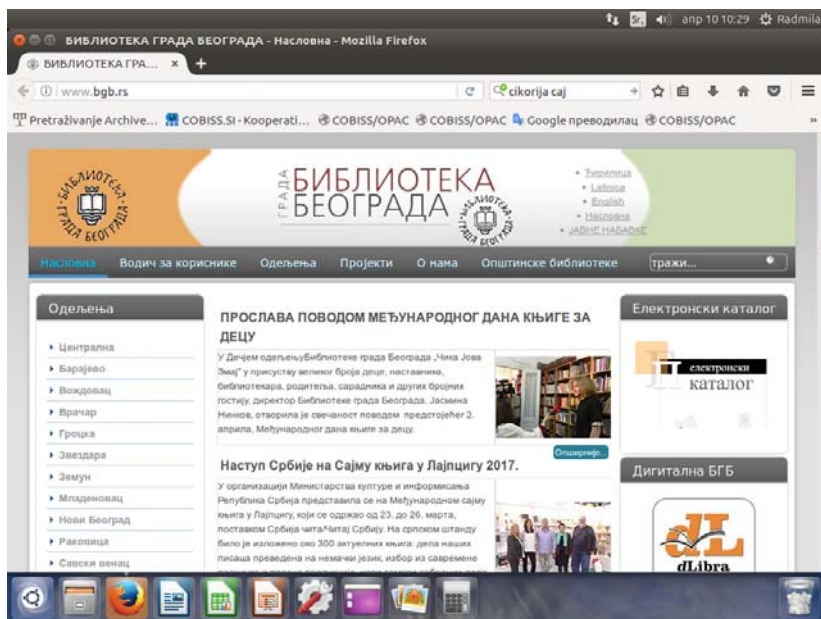 апр 10 10:29 Radmila
БИБЛИОТЕКА ГРАДА БЕОГРАДА - Насловна - Mozilla Firefox
БИБЛИОТЕКА ГРА...
www.bgb.rs
cikorija caj
Pretraživanje Archive... COBISS.SI - Kooperati... COBISS/OPAC COBISS/OPAC Google преводилац COBISS/OPAC »
БИБЛИОТЕКА ГРАДА БЕОГРАДА
ГРАДА
БИБЛИОТЕКА
БЕОГРАДА
Ћирилица
Latinica
English
Насловна
ЈАВНЕ НАБАВКЕ
Насловна Водич за кориснике Одељења Пројекти О нама Општинске библиотеке тражи...
Одељења
Централна
Барајево
Вождовац
Врачар
Гроцка
Звездара
Земун
Младеновац
Нови Београд
Раковица
Савски венац
ПРОСЛАВА ПОВОДОМ МЕЂУНАРОДНОГ ДАНА КЊИГЕ ЗА
ДЕЦУ
У Дечјем одељењуБиблиотеке града Београда „Чика Јова
Змај" у присуству великог броја деце, наставника,
библиотекара, родитеља, сарадника и других бројних
гостију, директор Библиотеке града Београда, Јасмина
Нинков, отворила је свечаност поводом предстојећег 2.
априла, Међународног дана књиге за децу.
Опширније...
Наступ Србије на Сајму књига у Лајпцигу 2017.
У организацији Министарства културе и информисања
Република Србија представила се на Међународном сајму
књига у Лајпцигу, који се одржао од 23. до 26. марта,
поставком Србија чита/Читај Србију. На српском штанду
било је изложено око 300 актуелних књига: дела наших
писаца преведена на немачки језик, избор из савремене
Електронски каталог
електронски
каталог
Дигитална БГБ
dL
dLibra